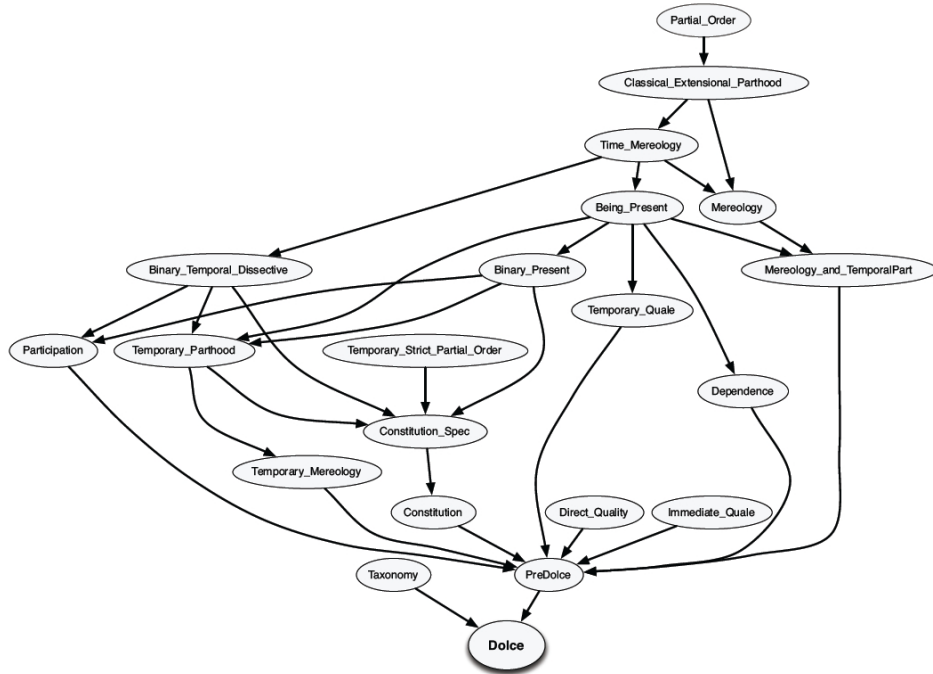 Partial_Order
Classical_Extensional_Parthood
Time_Mereology
Being_Present
Mereology
Binary_Temporal_Dissective
Binary_Present
Mereology_and_TemporalPart
Temporary_Quale
Participation
Temporary_Parthood
Temporary_Strict_Partial_Order
Dependence
Constitution_Spec
Temporary_Mereology
Constitution
Direct_Quality
Immediate_Quale
Taxonomy
PreDolce
Dolce